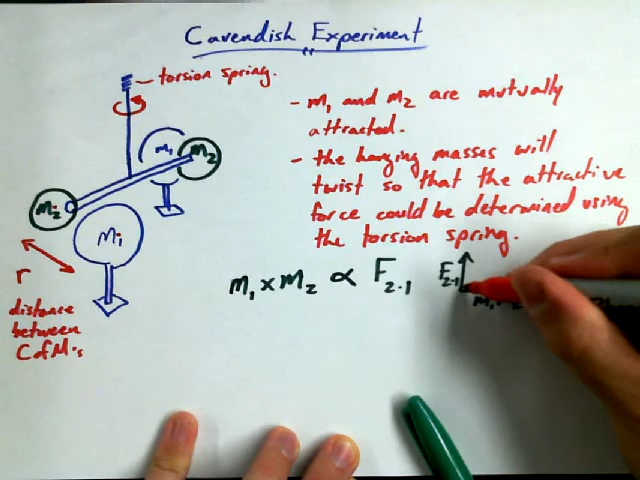 Cavendish Experiment
torsion spring.
m1
m2
m2
m1
r
distance
between
C of M's
- m1 and m2 are mutually
attracted.
- the hanging masses will
twist so that the attractive
force could be determined using
the torsion spring.
m1 x m2 ∝ F2-1
F2-1